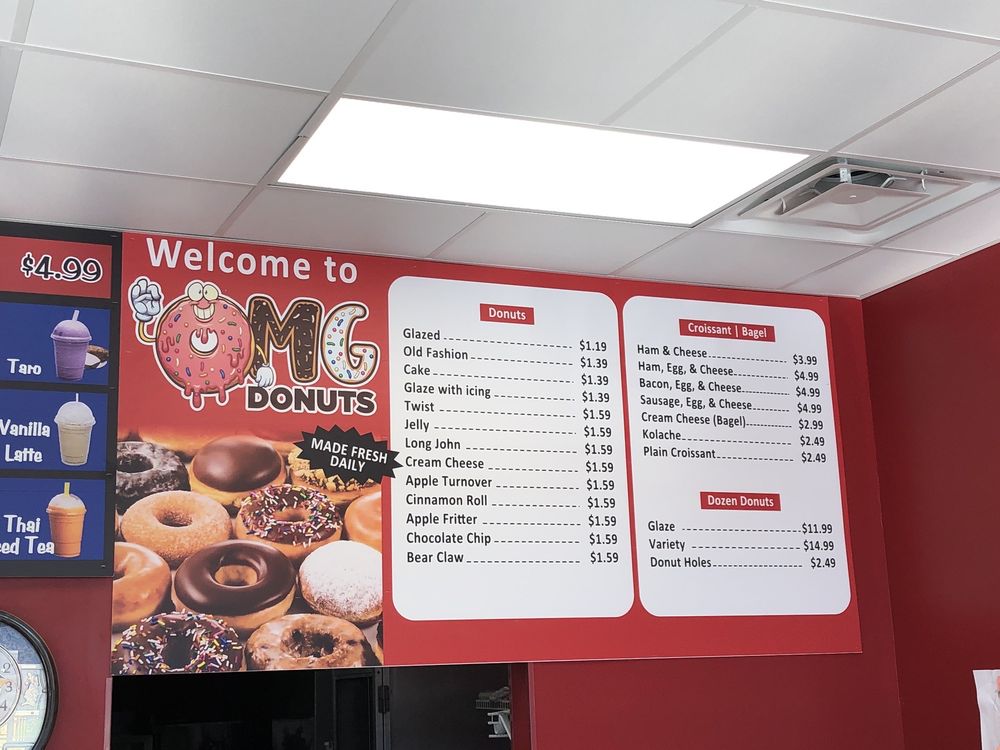 $4.99
Taro
Vanilla
Latte
Thai
ed Tea
Welcome to
OMG
DONUTS
MADE FRESH
DAILY
Donuts
Glazed $1.19
Old Fashion $1.39
Cake $1.39
Glaze with icing $1.39
Twist $1.59
Jelly $1.59
Long John $1.59
Cream Cheese $1.59
Apple Turnover $1.59
Cinnamon Roll $1.59
Apple Fritter $1.59
Chocolate Chip $1.59
Bear Claw $1.59
Croissant | Bagel
Ham & Cheese $3.99
Ham, Egg, & Cheese $4.99
Bacon, Egg, & Cheese $4.99
Sausage, Egg, & Cheese $4.99
Cream Cheese (Bagel) $2.99
Kolache $2.49
Plain Croissant $2.49
Dozen Donuts
Glaze $11.99
Variety $14.99
Donut Holes $2.49
2
3
4